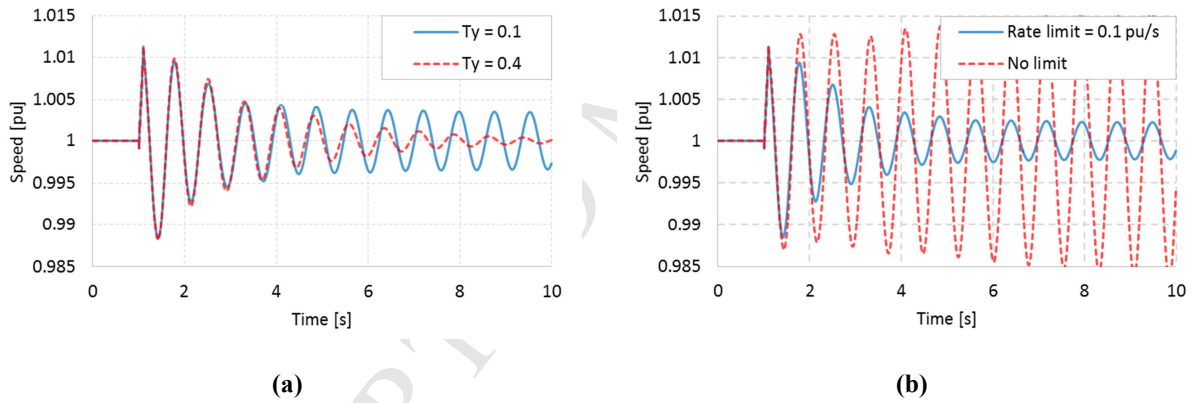 1.015
1.01
1.005
1
0.995
0.99
0.985
Speed [pu]
0 2 4 6 8 10
Time [s]
Ty = 0.1
Ty = 0.4
(a)
1.015
1.01
1.005
1
0.995
0.99
0.985
Speed [pu]
0 2 4 6 8 10
Time [s]
Rate limit = 0.1 pu/s
No limit
(b)